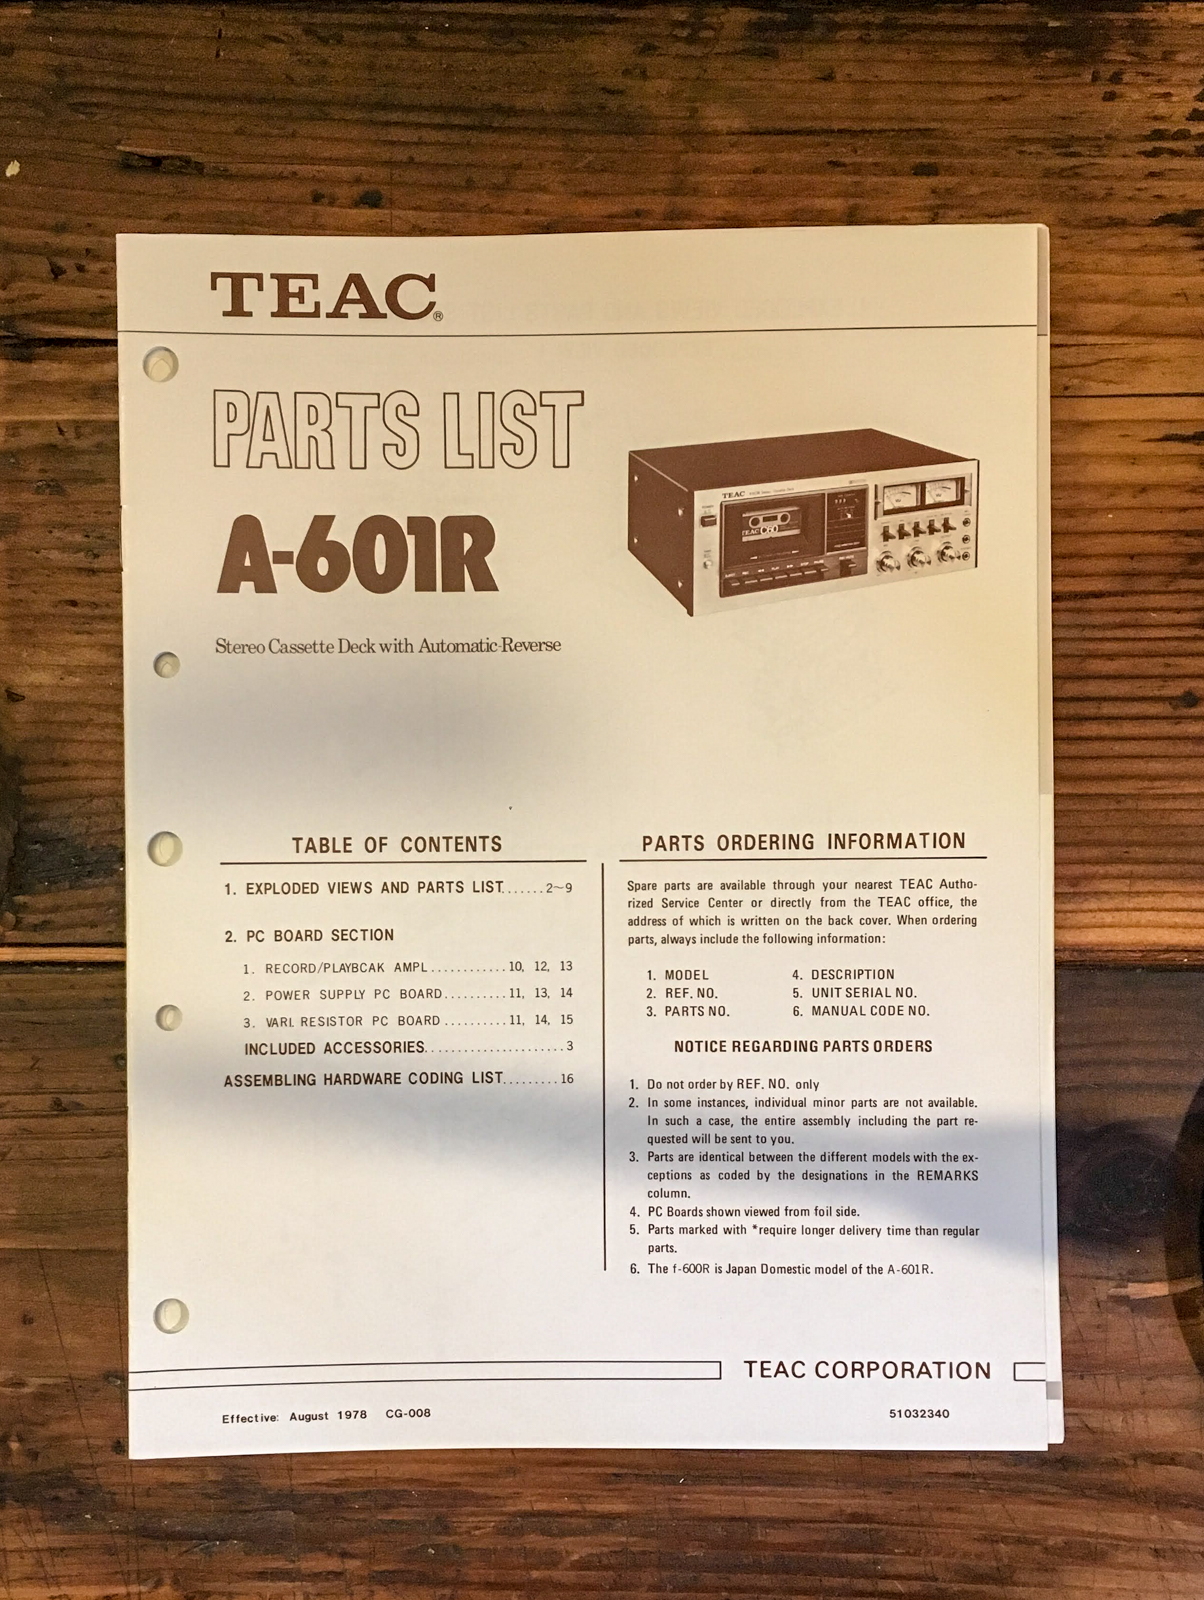 TEAC®
PARTS LIST
A-601R
Stereo Cassette Deck with Automatic-Reverse
TEAC
TEAC C60
TABLE OF CONTENTS
1. EXPLODED VIEWS AND PARTS LIST.......2~9
2. PC BOARD SECTION
1. RECORD/PLAYBCAK AMPL............10, 12, 13
2. POWER SUPPLY PC BOARD..........11, 13, 14
3. VARI. RESISTOR PC BOARD..........11, 14, 15
INCLUDED ACCESSORIES......................3
ASSEMBLING HARDWARE CODING LIST.........16
PARTS ORDERING INFORMATION
Spare parts are available through your nearest TEAC Autho-
rized Service Center or directly from the TEAC office, the
address of which is written on the back cover. When ordering
parts, always include the following information:
1. MODEL 4. DESCRIPTION
2. REF. NO. 5. UNIT SERIAL NO.
3. PARTS NO. 6. MANUAL CODE NO.
NOTICE REGARDING PARTS ORDERS
1. Do not order by REF. NO. only
2. In some instances, individual minor parts are not available.
In such a case, the entire assembly including the part re-
quested will be sent to you.
3. Parts are identical between the different models with the ex-
ceptions as coded by the designations in the REMARKS
column.
4. PC Boards shown viewed from foil side.
5. Parts marked with *require longer delivery time than regular
parts.
6. The f-600R is Japan Domestic model of the A-601R.
TEAC CORPORATION
Effective: August 1978 CG-008
51032340